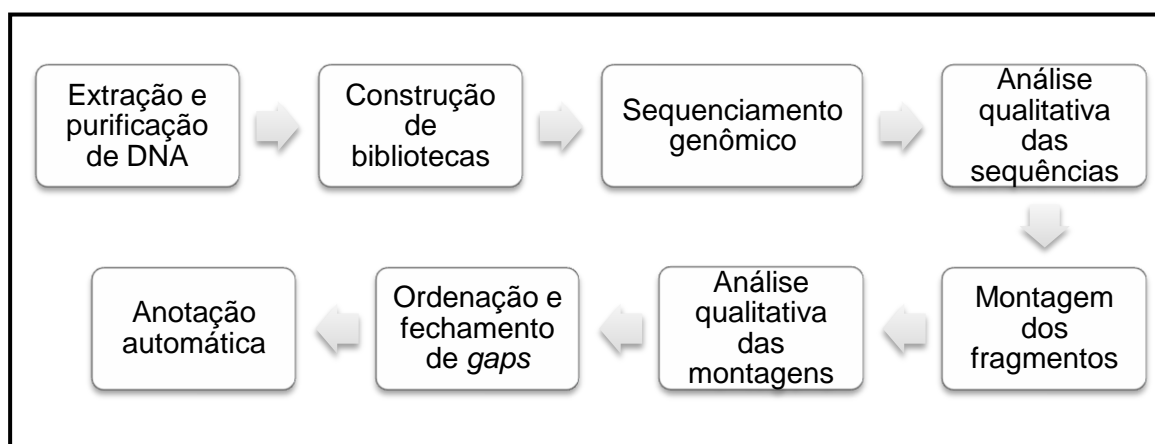 Extração e
purificação
de DNA
Construção
de
bibliotecas
Sequenciamento
genômico
Análise
qualitativa
das
sequências
Montagem
dos
fragmentos
Análise
qualitativa
das
montagens
Ordenação e
fechamento
de gaps
Anotação
automática